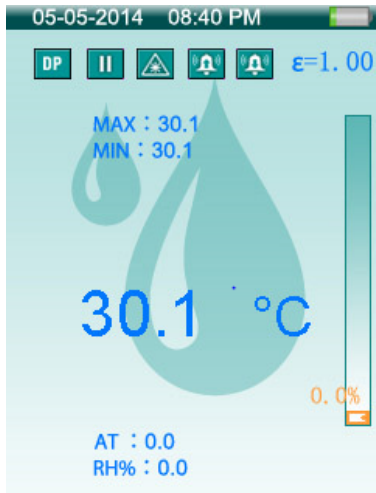 05-05-2014 08:40 PM
DP ε=1.00
MAX : 30.1
MIN : 30.1
30.1 °C
0.0%
AT : 0.0
RH% : 0.0